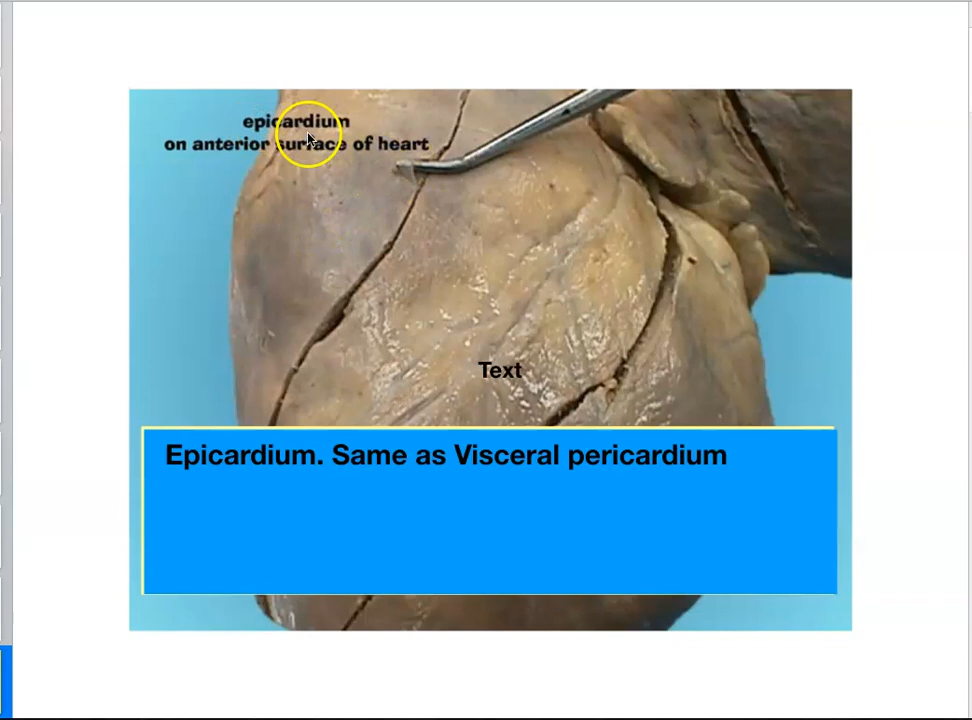 epicardium
on anterior surface of heart
Text
Epicardium. Same as Visceral pericardium